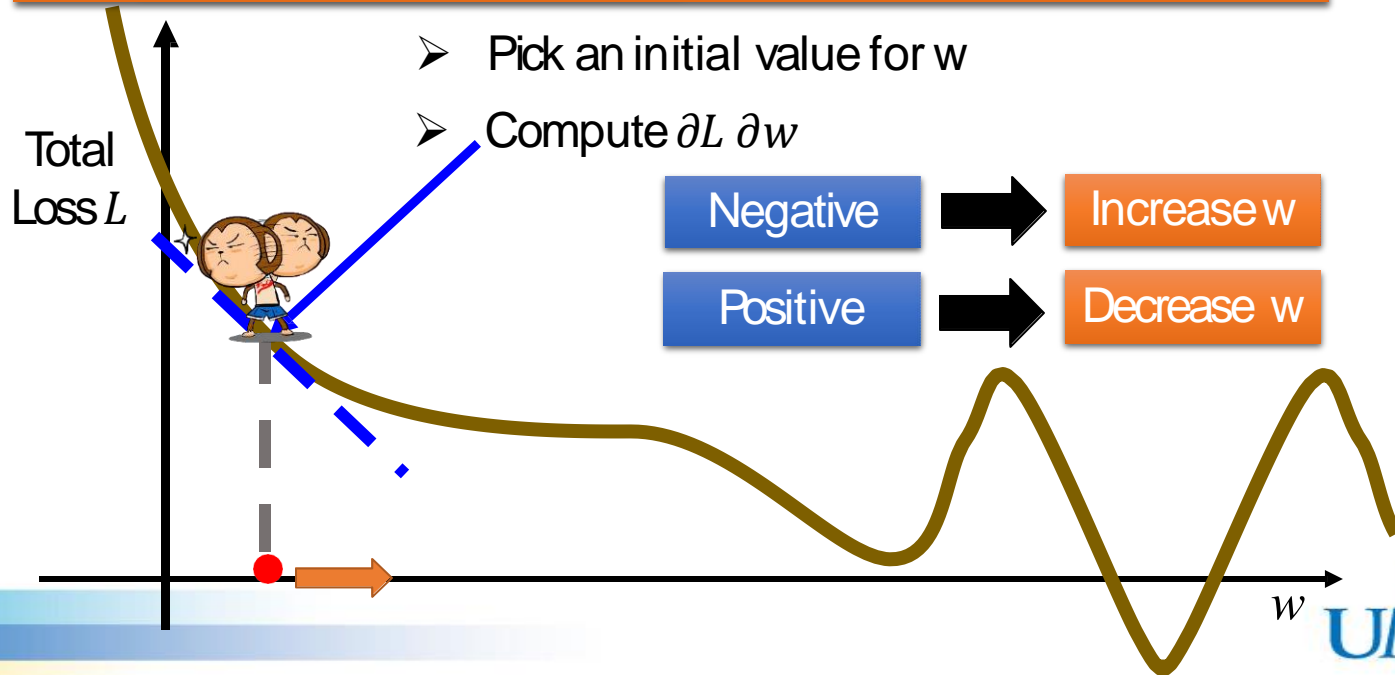 ➢ Pick an initial value for w
➢ Compute ∂L ∂w
Total
Loss L
Negative
Increase w
Positive
Decrease w
w